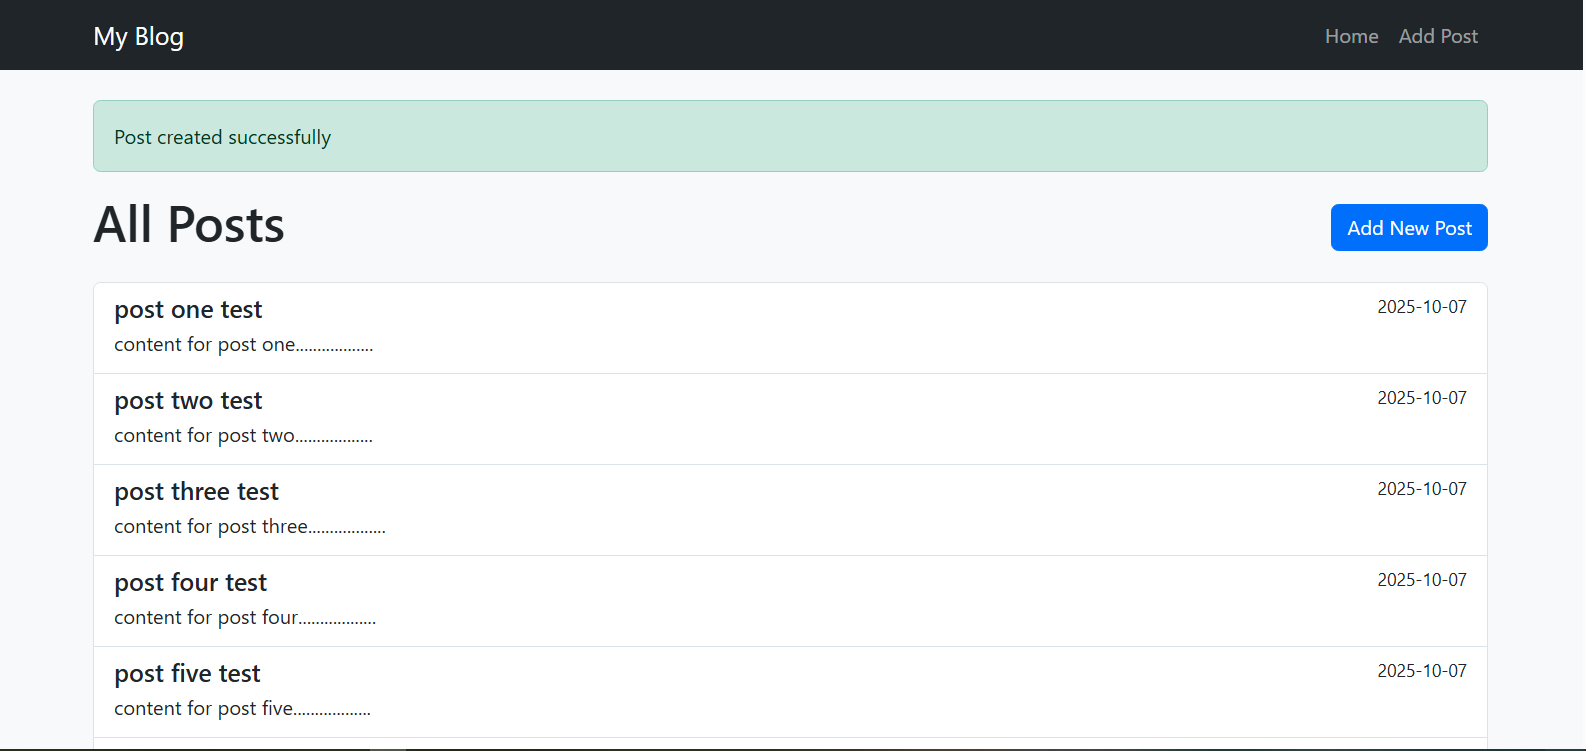 My Blog Home Add Post
Post created successfully
All Posts Add New Post
post one test 2025-10-07
content for post one..................
post two test 2025-10-07
content for post two..................
post three test 2025-10-07
content for post three..................
post four test 2025-10-07
content for post four..................
post five test 2025-10-07
content for post five..................